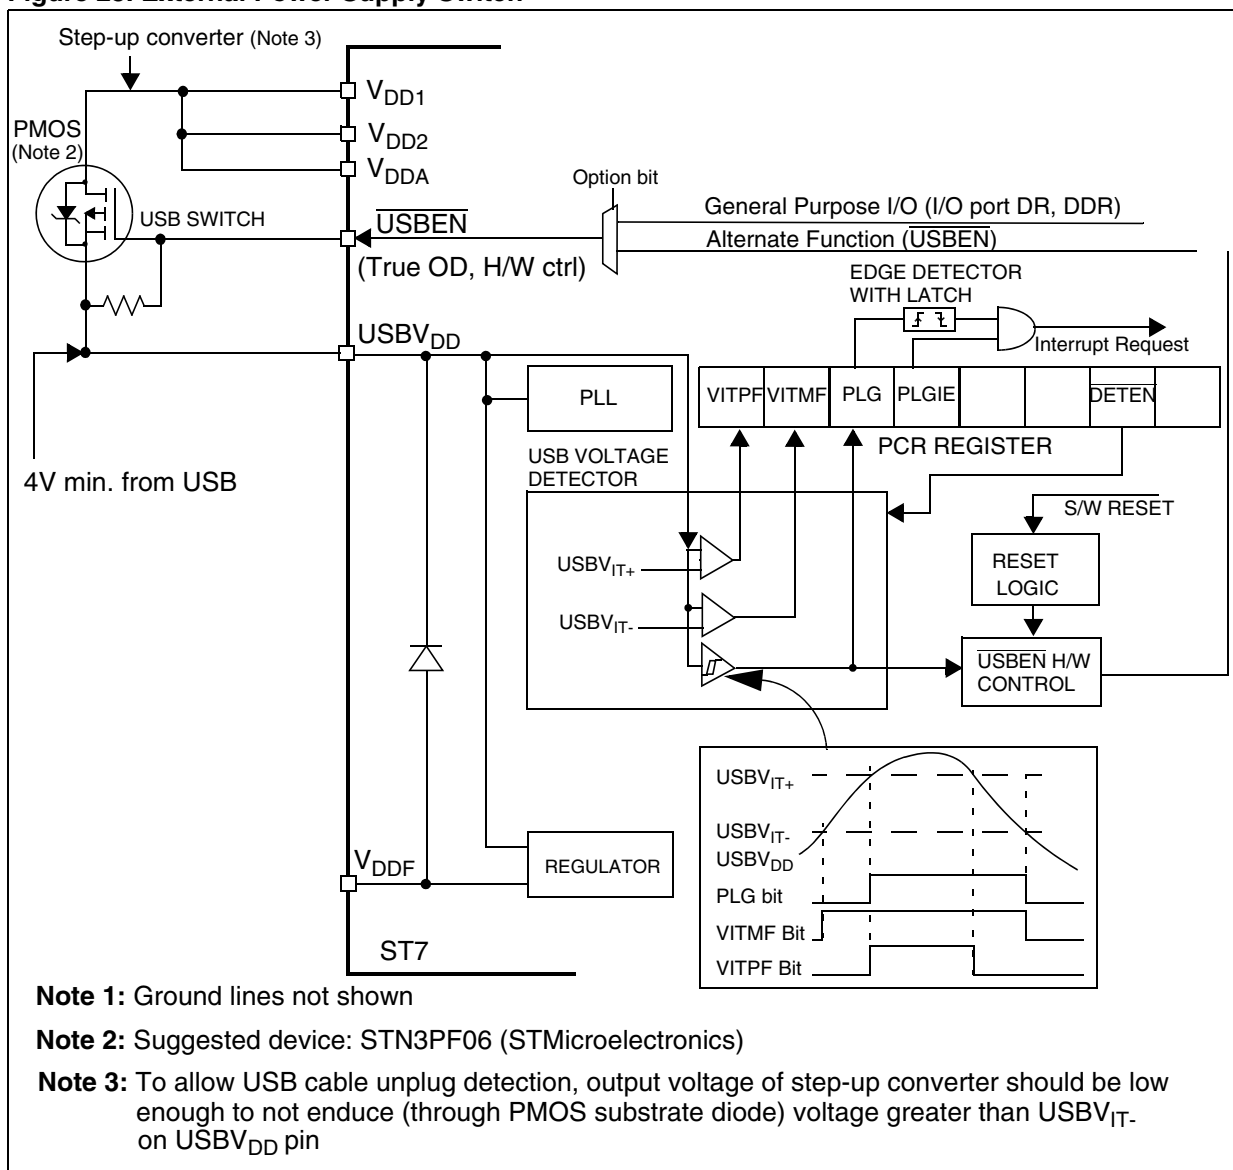 Figure 23. External Power Supply Switch
Step-up converter (Note 3)
VDD1
PMOS
(Note 2)
VDD2
VDDA
Option bit
USB SWITCH
USBEN
General Purpose I/O (I/O port DR, DDR)
Alternate Function (USBEN)
(True OD, H/W ctrl)
EDGE DETECTOR
WITH LATCH
USBVDD
Interrupt Request
PLL
VITPF VITMF PLG PLGIE DETEN
PCR REGISTER
USB VOLTAGE
DETECTOR
4V min. from USB
S/W RESET
USBVIT+
RESET
LOGIC
USBVIT-
USBEN H/W
CONTROL
USBVIT+
USBVIT-
USBVDD
PLG bit
VITMF Bit
VITPF Bit
VDDF
REGULATOR
ST7
Note 1: Ground lines not shown
Note 2: Suggested device: STN3PF06 (STMicroelectronics)
Note 3: To allow USB cable unplug detection, output voltage of step-up converter should be low
enough to not enduce (through PMOS substrate diode) voltage greater than USBVIT-
on USBVDD pin